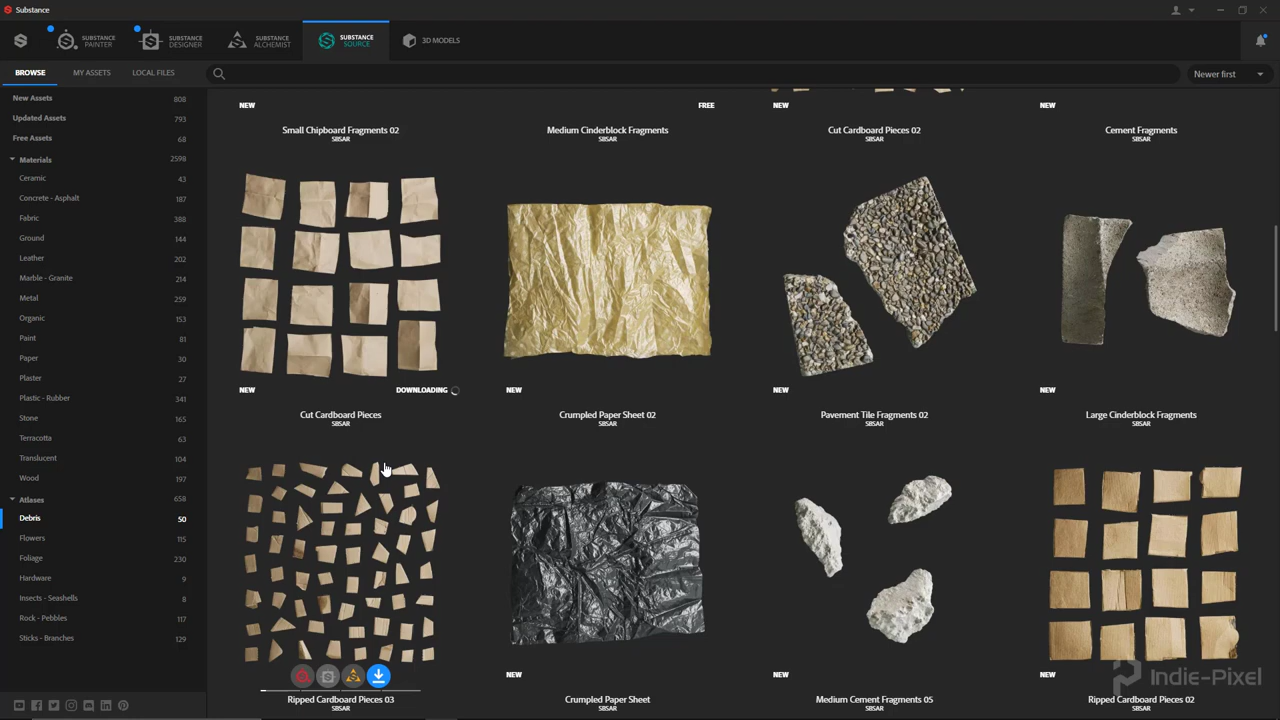 Substance
SUBSTANCE PAINTER
SUBSTANCE DESIGNER
SUBSTANCE ALCHEMIST
SUBSTANCE SOURCE
3D MODELS
BROWSE
MY ASSETS
LOCAL FILES
Newer first
New Assets 808
Updated Assets 793
Free Assets 68
Materials 2598
Ceramic 43
Concrete - Asphalt 187
Fabric 388
Ground 144
Leather 202
Marble - Granite 214
Metal 259
Organic 153
Paint 81
Paper 30
Plaster 27
Plastic - Rubber 341
Stone 165
Terracotta 63
Translucent 104
Wood 197
Atlases 658
Debris 50
Flowers 115
Foliage 230
Hardware 9
Insects - Seashells 8
Rock - Pebbles 117
Sticks - Branches 129
NEW
FREE
NEW
NEW
Small Chipboard Fragments 02
SBSAR
Medium Cinderblock Fragments
SBSAR
Cut Cardboard Pieces 02
SBSAR
Cement Fragments
SBSAR
NEW
DOWNLOADING
NEW
NEW
NEW
Cut Cardboard Pieces
SBSAR
Crumpled Paper Sheet 02
SBSAR
Pavement Tile Fragments 02
SBSAR
Large Cinderblock Fragments
SBSAR
NEW
NEW
NEW
Ripped Cardboard Pieces 03
SBSAR
Crumpled Paper Sheet
SBSAR
Medium Cement Fragments 05
SBSAR
Ripped Cardboard Pieces 02
SBSAR
Indie-Pixel